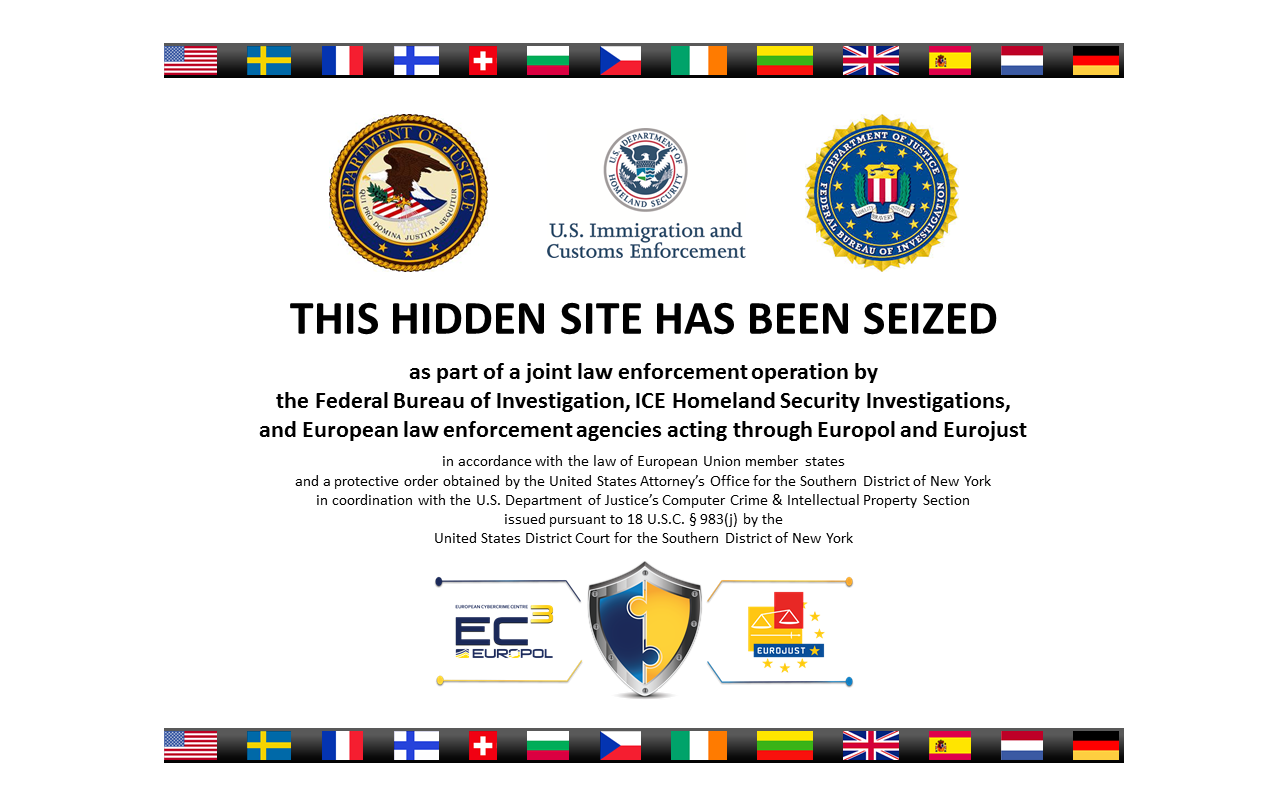 DEPARTMENT OF JUSTICE
QUI PRO DOMINA JUSTITIA SEQUITUR
U.S. DEPARTMENT OF
HOMELAND SECURITY
U.S. Immigration and
Customs Enforcement
DEPARTMENT OF JUSTICE
FEDERAL BUREAU OF INVESTIGATION
FIDELITY BRAVERY INTEGRITY
THIS HIDDEN SITE HAS BEEN SEIZED
as part of a joint law enforcement operation by
the Federal Bureau of Investigation, ICE Homeland Security Investigations,
and European law enforcement agencies acting through Europol and Eurojust
in accordance with the law of European Union member states
and a protective order obtained by the United States Attorney’s Office for the Southern District of New York
in coordination with the U.S. Department of Justice’s Computer Crime & Intellectual Property Section
issued pursuant to 18 U.S.C. § 983(j) by the
United States District Court for the Southern District of New York
EUROPEAN CYBERCRIME CENTRE
EC3
EUROPOL
EUROJUST